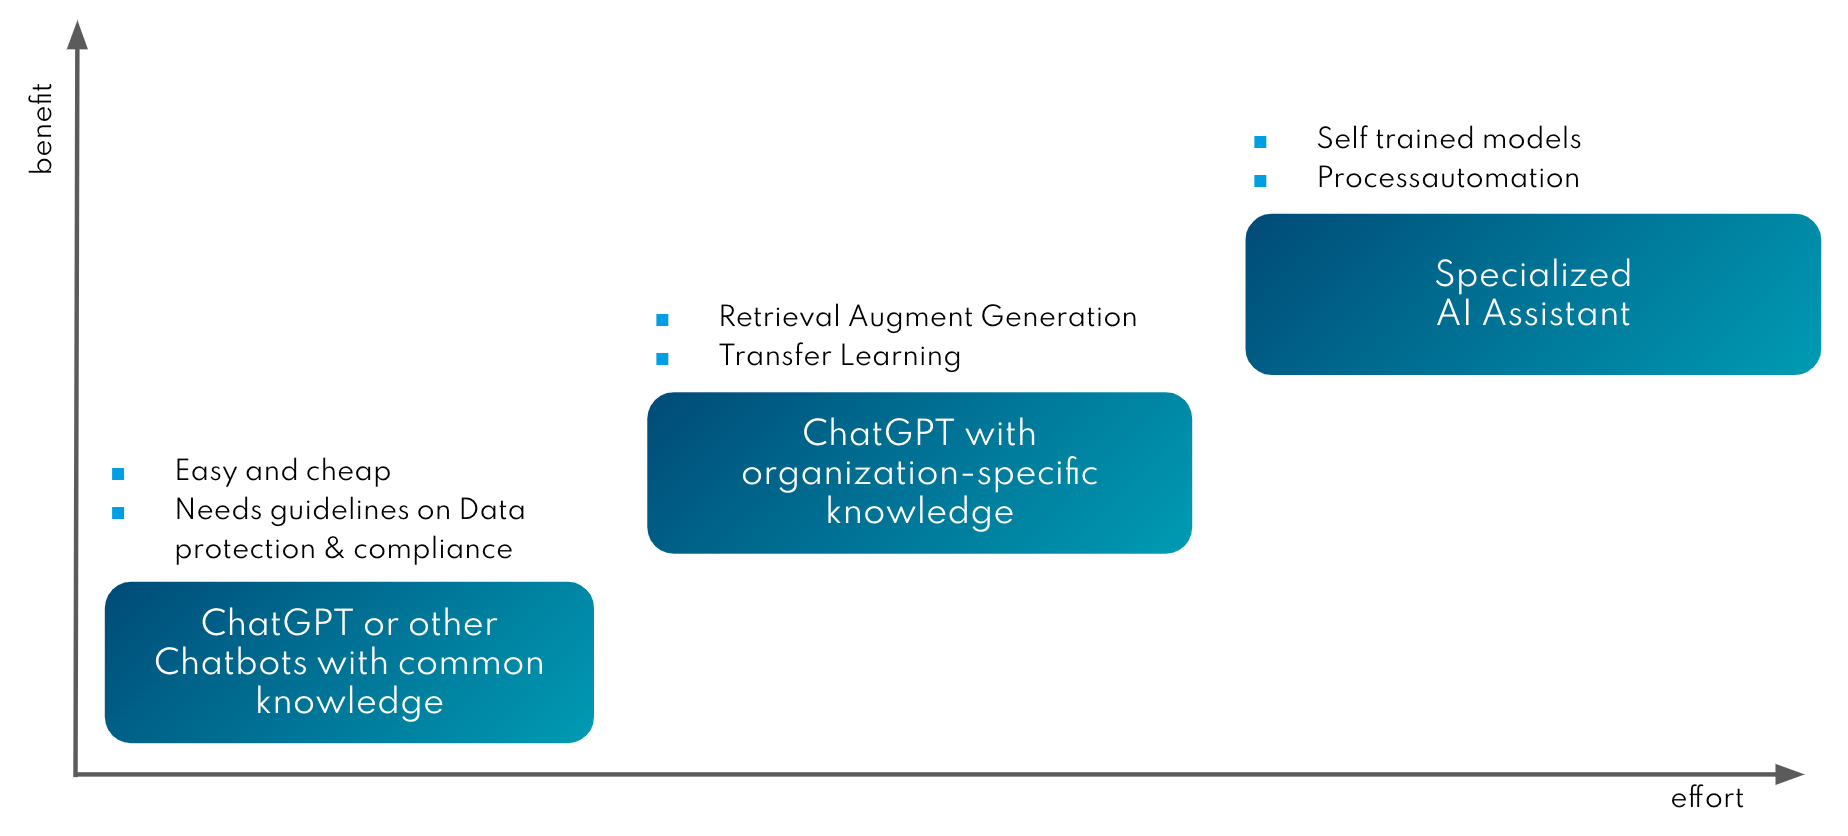 benefit
Self trained models
Processautomation
Specialized
AI Assistant
Retrieval Augment Generation
Transfer Learning
ChatGPT with
organization-specific
knowledge
Easy and cheap
Needs guidelines on Data
protection & compliance
ChatGPT or other
Chatbots with common
knowledge
effort